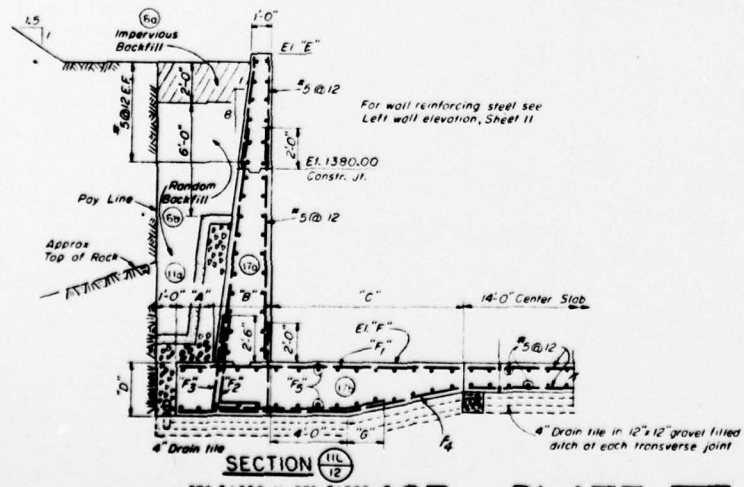 6a
1.5
1
Impervious
Backfill
1'-0"
El. "E"
2'-0"
#5@12 E.F.
#5@12
For wall reinforcing steel see
Left wall elevation, Sheet 11
8
1
6'-0"
2'-0"
El. 1380.00
Constr. Jt.
Pay Line
Random
Backfill
6b
#5@12
Approx
Top of Rock
11a
17a
1'-0"
"A"
"B"
"C"
14'-0" Center Slab
2'-6"
2'-0"
El. "F"
"F1"
#5@12
"D"
"F3"
"F2"
"F5"
17b
4'-0"
"G"
F4
4" Drain tile
4" Drain tile in 12"x12" gravel filled
ditch at each transverse joint
SECTION 11L
12